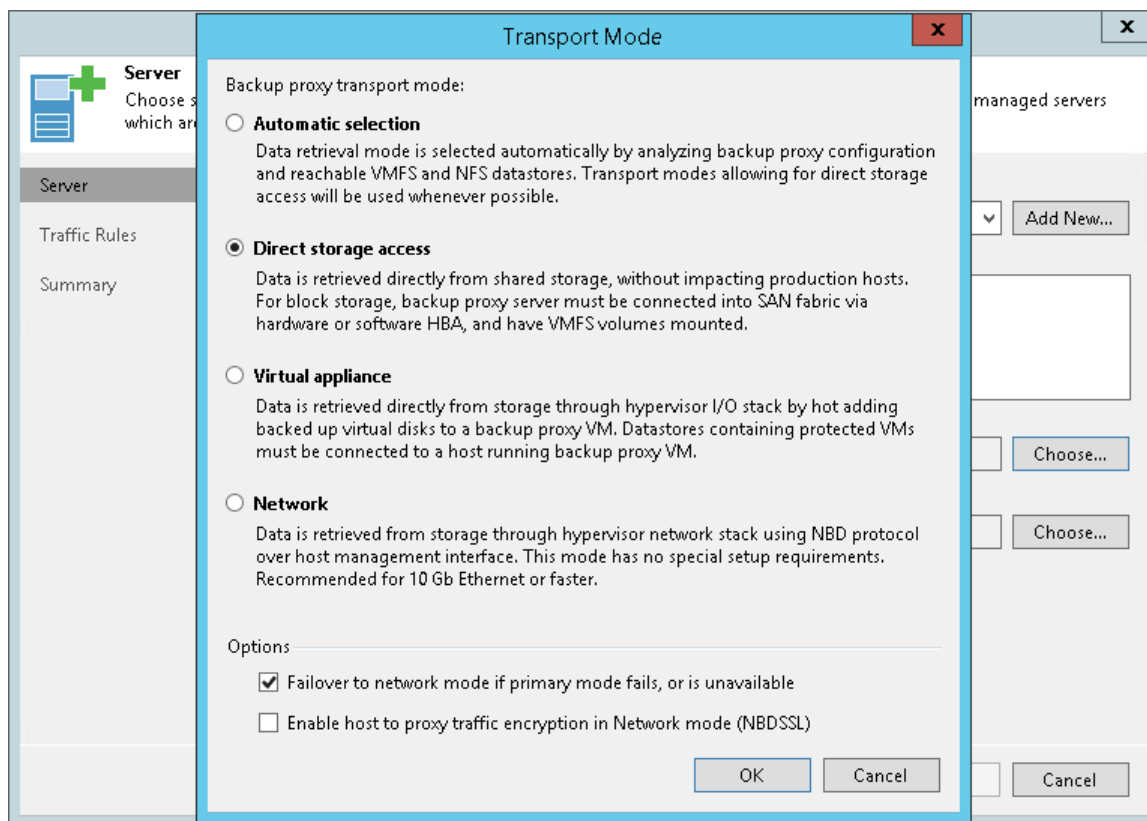 Transport Mode
x
x
Server
Choose s
which are
managed servers
Server
Traffic Rules
Summary
Add New...
Choose...
Choose...
Cancel
Backup proxy transport mode:
Automatic selection
Data retrieval mode is selected automatically by analyzing backup proxy configuration
and reachable VMFS and NFS datastores. Transport modes allowing for direct storage
access will be used whenever possible.
Direct storage access
Data is retrieved directly from shared storage, without impacting production hosts.
For block storage, backup proxy server must be connected into SAN fabric via
hardware or software HBA, and have VMFS volumes mounted.
Virtual appliance
Data is retrieved directly from storage through hypervisor I/O stack by hot adding
backed up virtual disks to a backup proxy VM. Datastores containing protected VMs
must be connected to a host running backup proxy VM.
Network
Data is retrieved from storage through hypervisor network stack using NBD protocol
over host management interface. This mode has no special setup requirements.
Recommended for 10 Gb Ethernet or faster.
Options
Failover to network mode if primary mode fails, or is unavailable
Enable host to proxy traffic encryption in Network mode (NBDSSL)
OK
Cancel